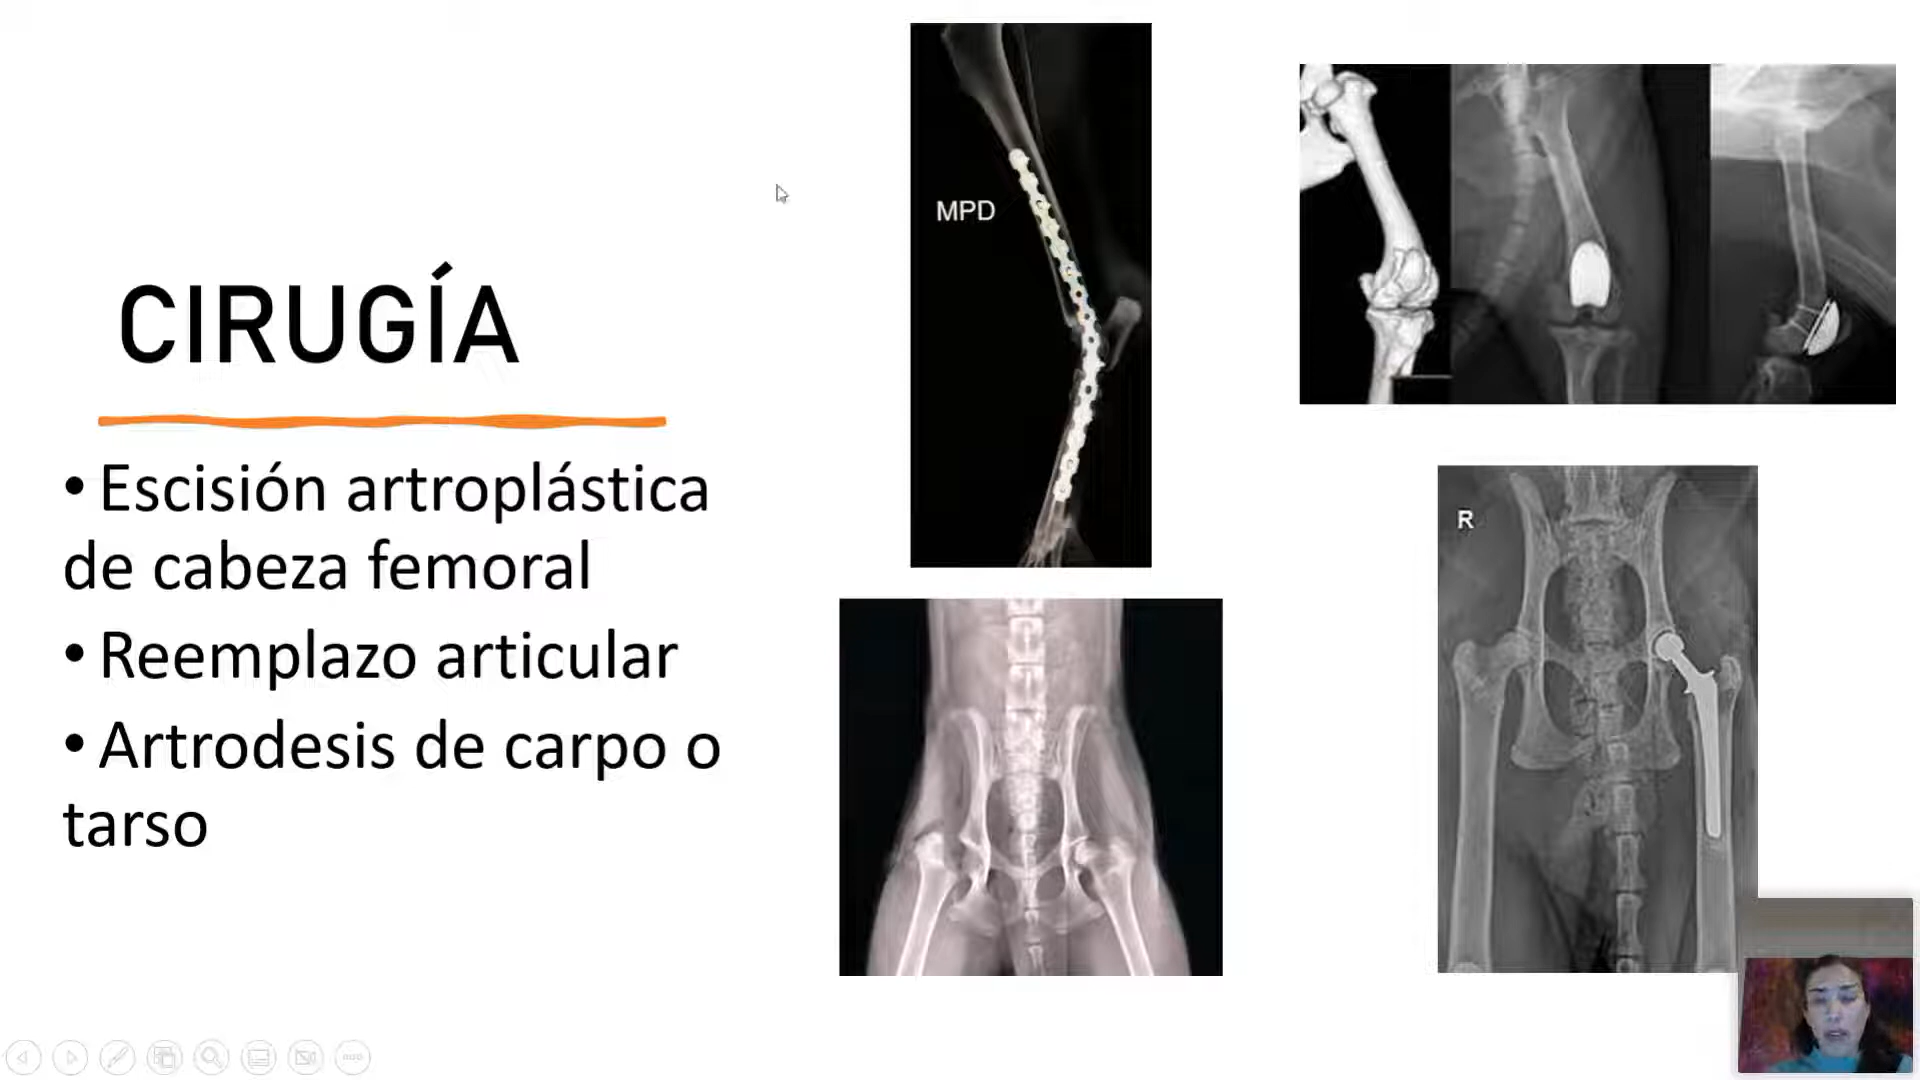 CIRUGÍA
• Escisión artroplástica
de cabeza femoral
• Reemplazo articular
• Artrodesis de carpo o
tarso
MPD
R